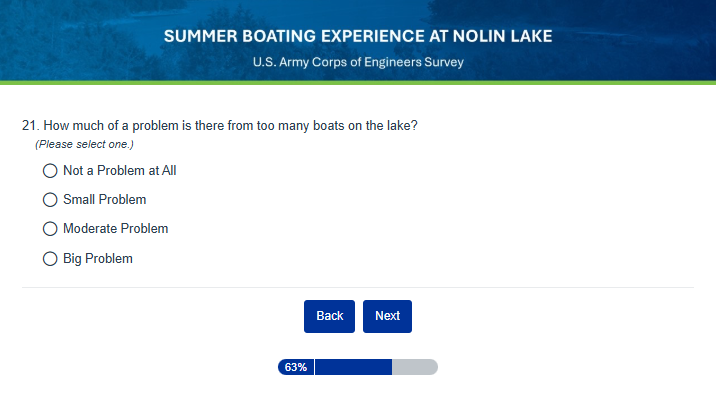 SUMMER BOATING EXPERIENCE AT NOLIN LAKE
U.S. Army Corps of Engineers Survey
21. How much of a problem is there from too many boats on the lake?
(Please select one.)
Not a Problem at All
Small Problem
Moderate Problem
Big Problem
Back Next
63%